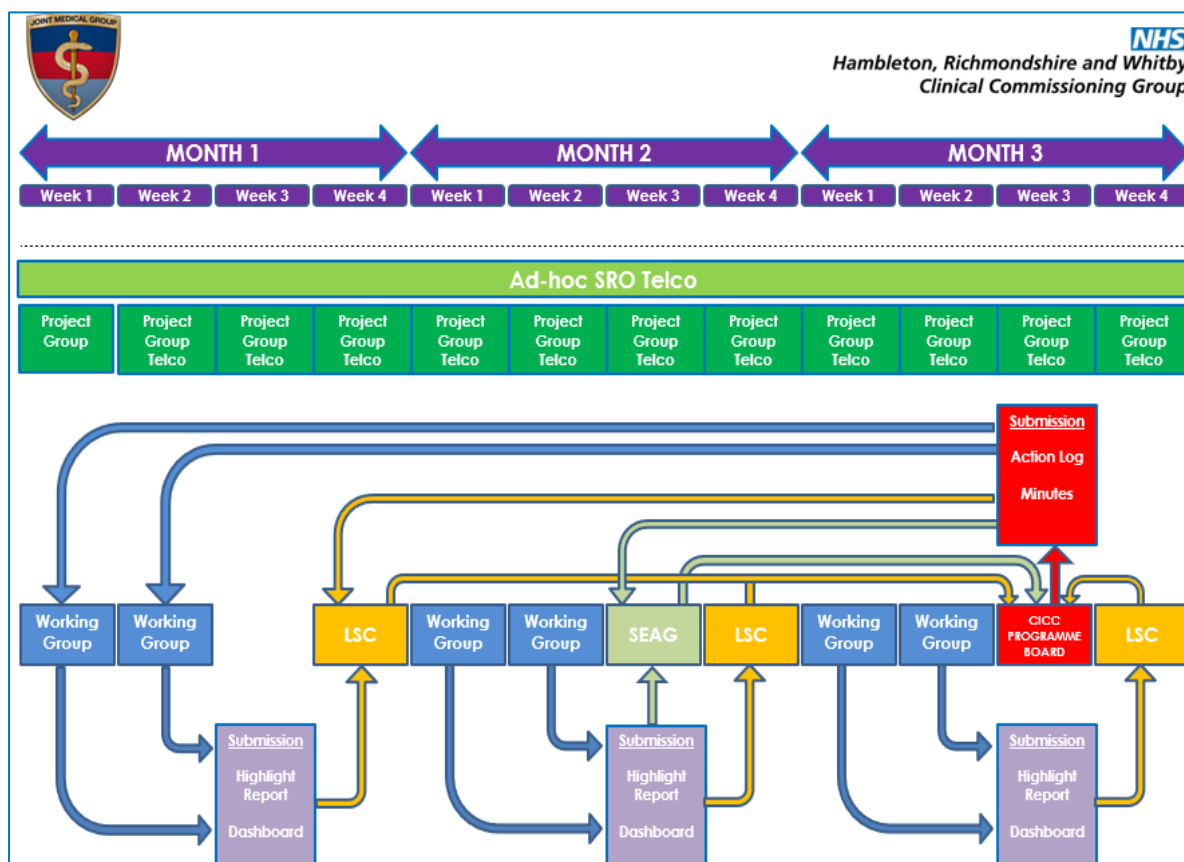 JOINT MEDICAL GROUP
NHS
Hambleton, Richmondshire and Whitby
Clinical Commissioning Group
MONTH 1
MONTH 2
MONTH 3
Week 1
Week 2
Week 3
Week 4
Week 1
Week 2
Week 3
Week 4
Week 1
Week 2
Week 3
Week 4
Ad-hoc SRO Telco
Project
Group
Project
Group
Telco
Project
Group
Telco
Project
Group
Telco
Project
Group
Telco
Project
Group
Telco
Project
Group
Telco
Project
Group
Telco
Project
Group
Telco
Project
Group
Telco
Project
Group
Telco
Project
Group
Telco
Submission
Action Log
Minutes
Working
Group
Working
Group
LSC
Working
Group
Working
Group
SEAG
LSC
Working
Group
Working
Group
CICC
PROGRAMME
BOARD
LSC
Submission
Highlight
Report
Dashboard
Submission
Highlight
Report
Dashboard
Submission
Highlight
Report
Dashboard